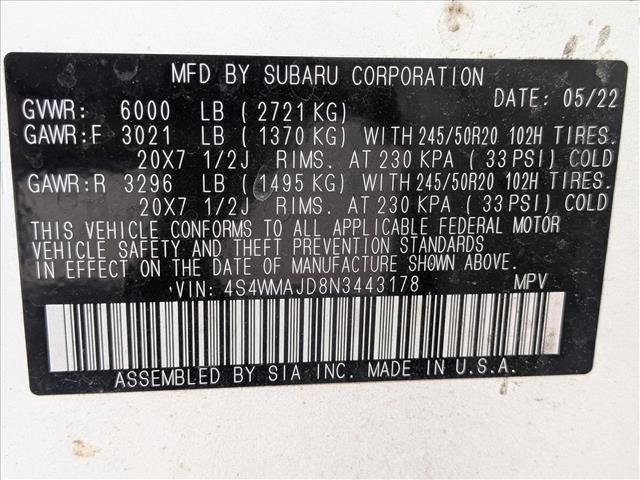 MFD BY SUBARU CORPORATION
DATE: 05/22
GVWR: 6000 LB ( 2721 KG)
GAWR:F 3021 LB ( 1370 KG) WITH 245/50R20 102H TIRES.
20X7 1/2J RIMS. AT 230 KPA ( 33 PSI) COLD
GAWR:R 3296 LB ( 1495 KG) WITH 245/50R20 102H TIRES.
20X7 1/2J RIMS. AT 230 KPA ( 33 PSI) COLD
THIS VEHICLE CONFORMS TO ALL APPLICABLE FEDERAL MOTOR
VEHICLE SAFETY AND THEFT PREVENTION STANDARDS
IN EFFECT ON THE DATE OF MANUFACTURE SHOWN ABOVE.
VIN: 4S4WMAJD8N3443178 MPV
ASSEMBLED BY SIA INC. MADE IN U.S.A.